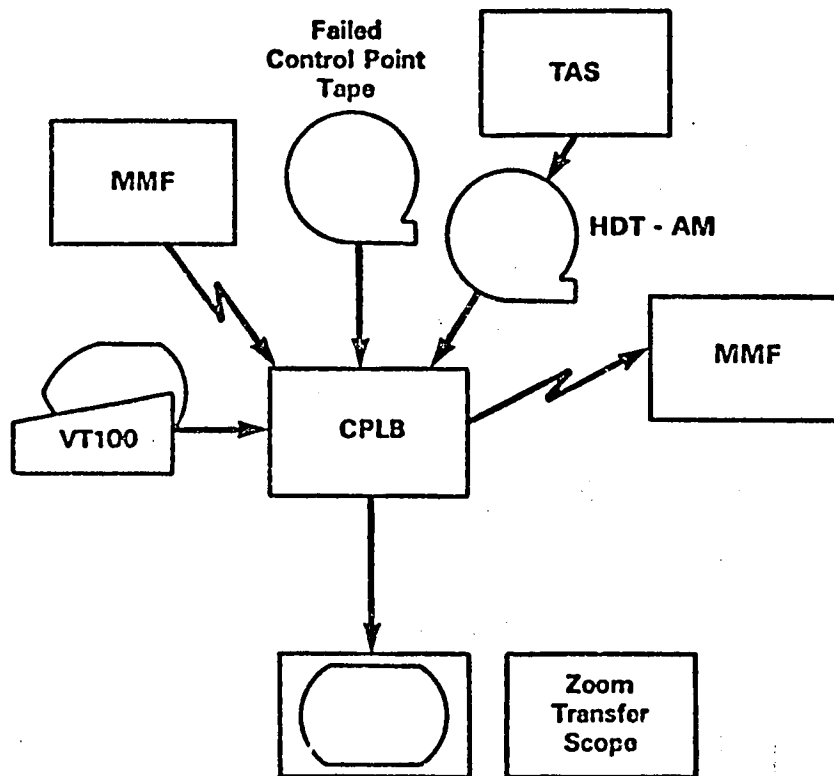 Failed
Control Point
Tape
TAS
MMF
HDT - AM
MMF
VT100
CPLB
Zoom
Transfer
Scope